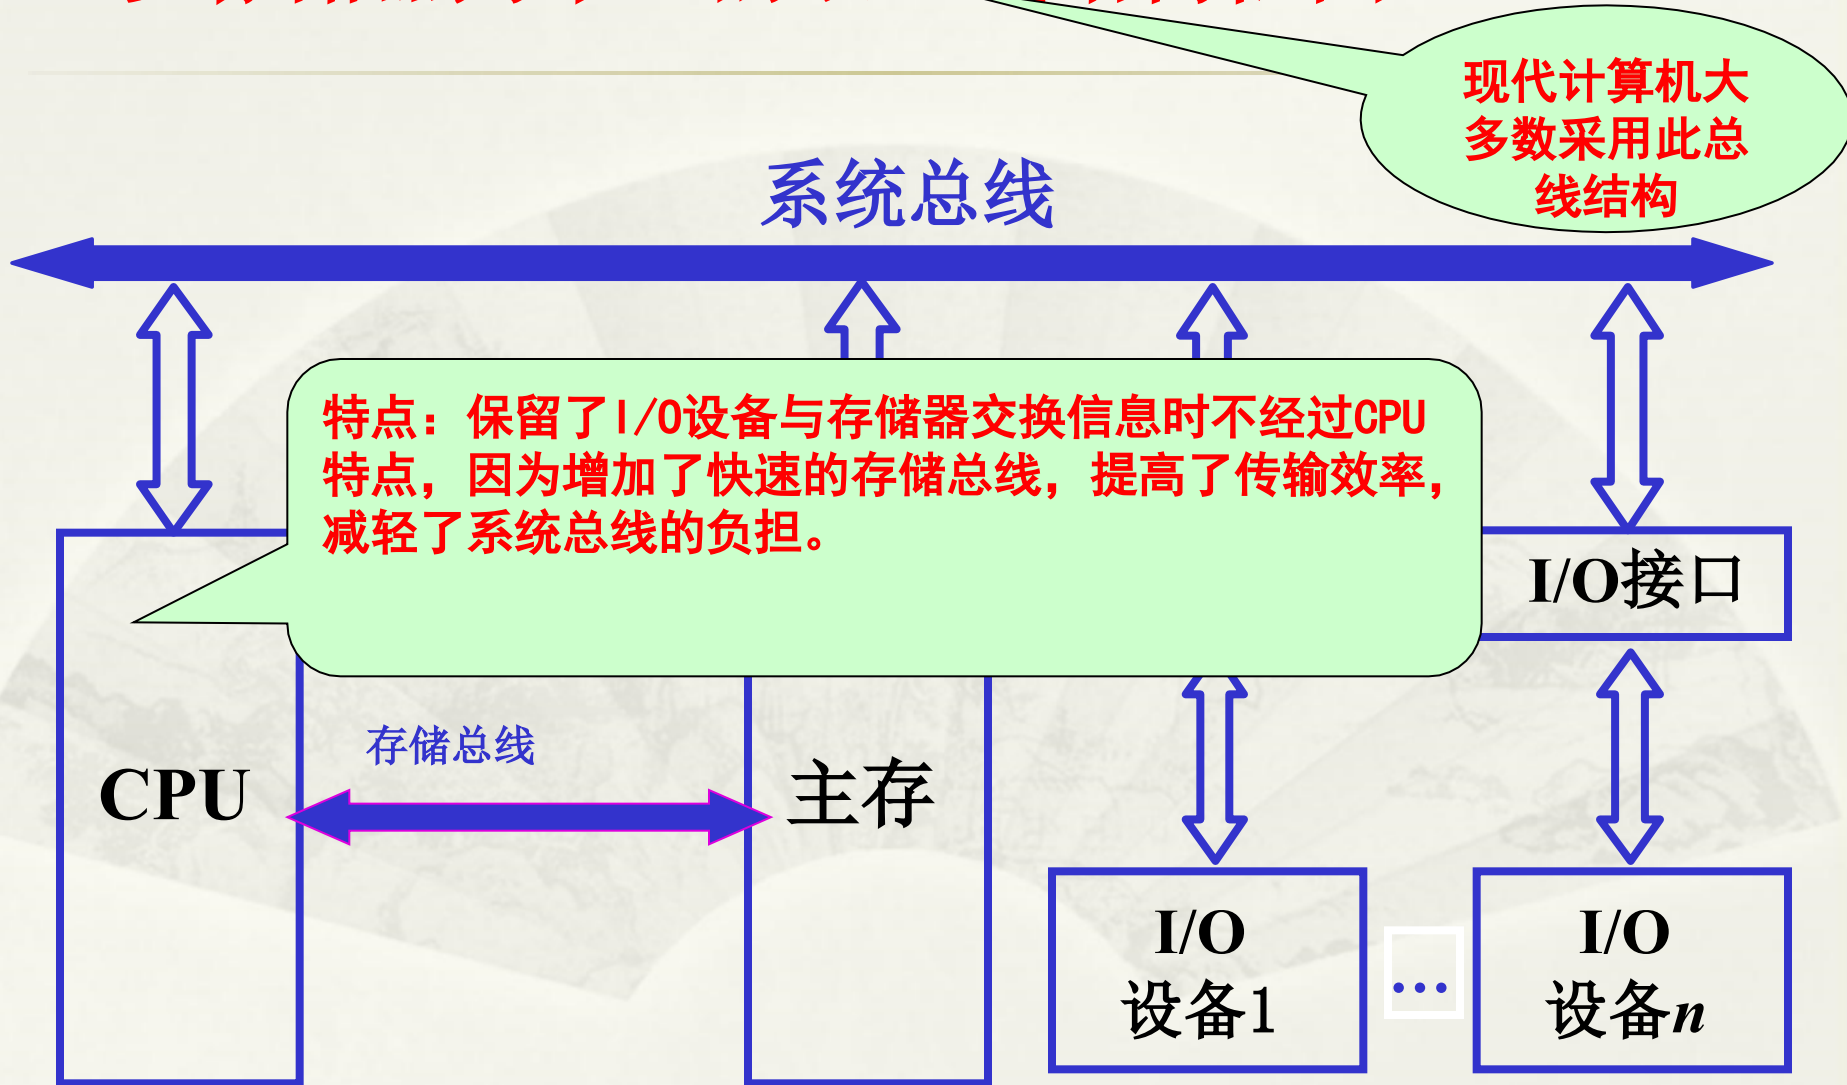 现代计算机大
多数采用此总
线结构
系统总线
特点：保留了I/O设备与存储器交换信息时不经过CPU
特点，因为增加了快速的存储总线，提高了传输效率，
减轻了系统总线的负担。
I/O接口
存储总线
CPU
主存
I/O
设备1
…
I/O
设备n